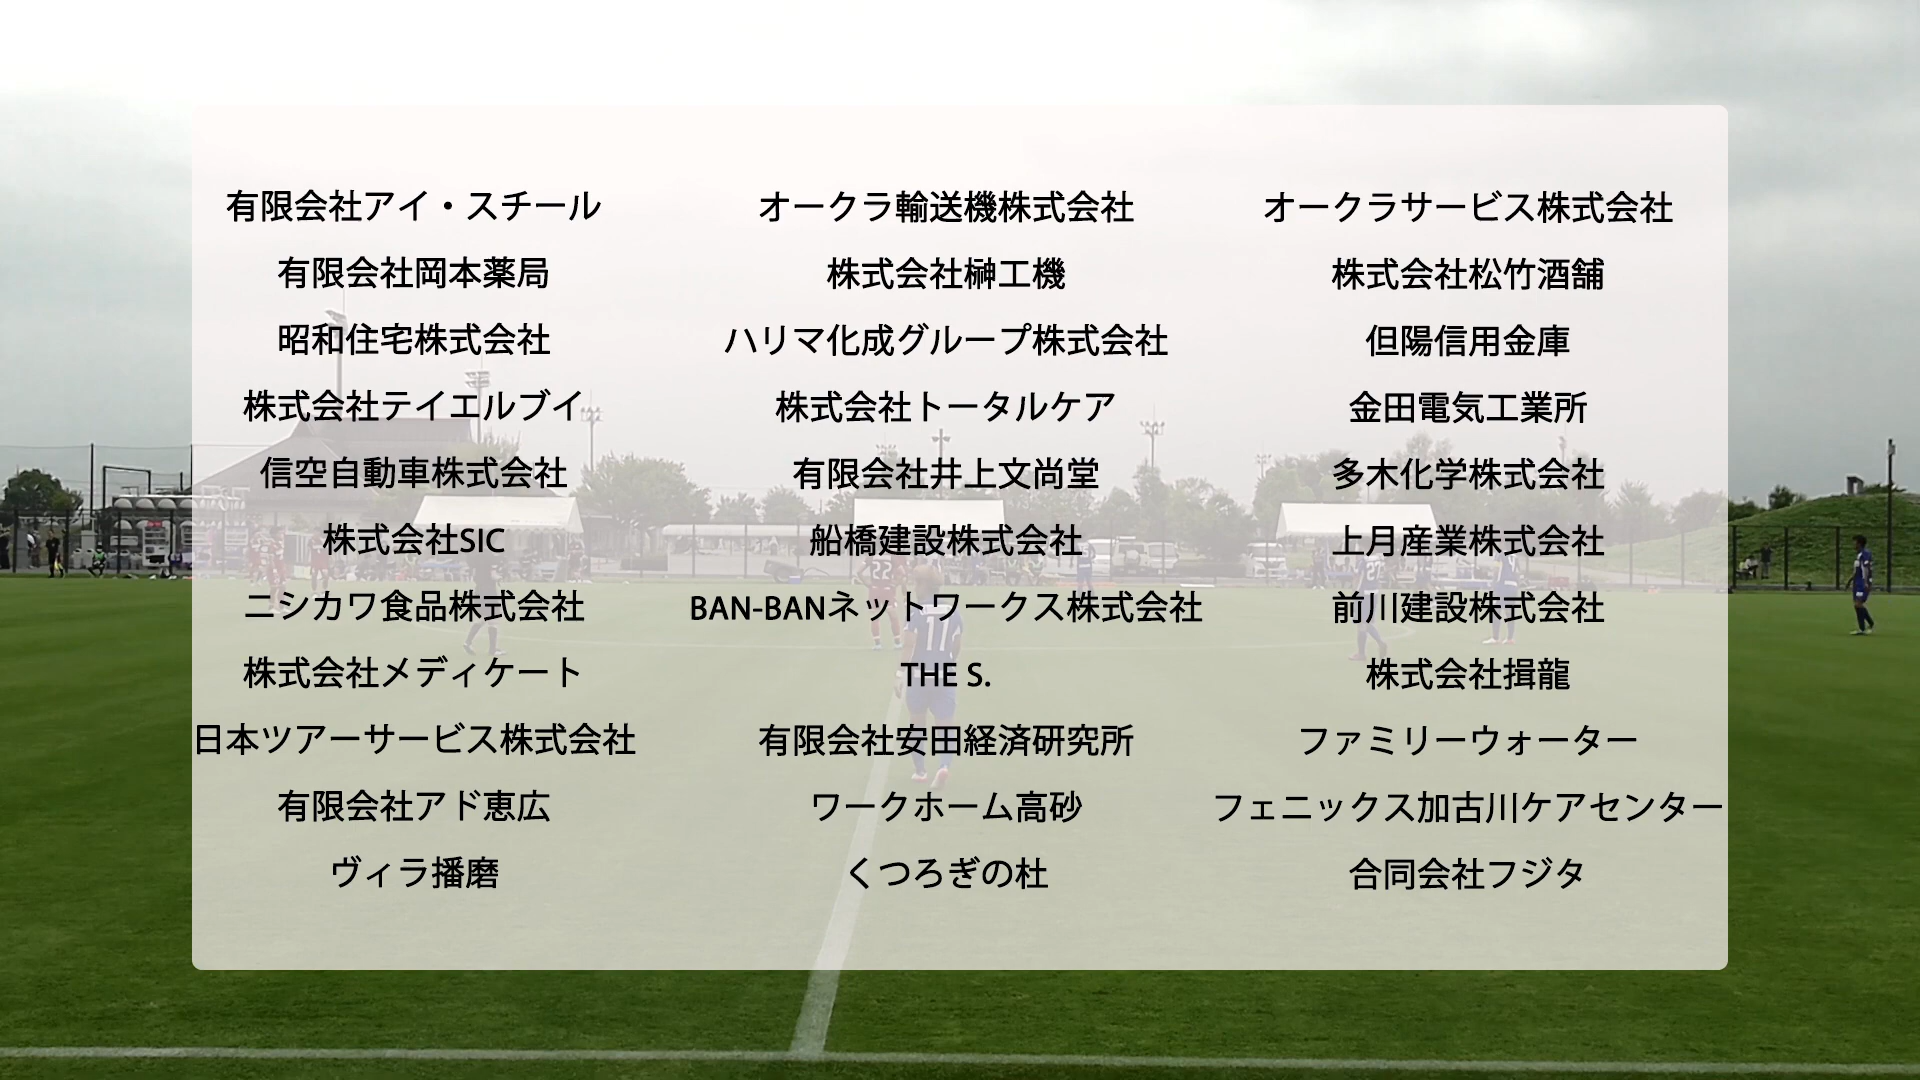 有限会社アイ・スチール　オークラ輸送機株式会社　オークラサービス株式会社
有限会社岡本薬局　株式会社榊工機　株式会社松竹酒舗
昭和住宅株式会社　ハリマ化成グループ株式会社　但陽信用金庫
株式会社テイエルブイ　株式会社トータルケア　金田電気工業所
信空自動車株式会社　有限会社井上文尚堂　多木化学株式会社
株式会社SIC　船橋建設株式会社　上月産業株式会社
ニシカワ食品株式会社　BAN-BANネットワークス株式会社　前川建設株式会社
株式会社メディケート　THE S.　株式会社揖龍
日本ツアーサービス株式会社　有限会社安田経済研究所　ファミリーウォーター
有限会社アド恵広　ワークホーム高砂　フェニックス加古川ケアセンター
ヴィラ播磨　くつろぎの杜　合同会社フジタ
22
11